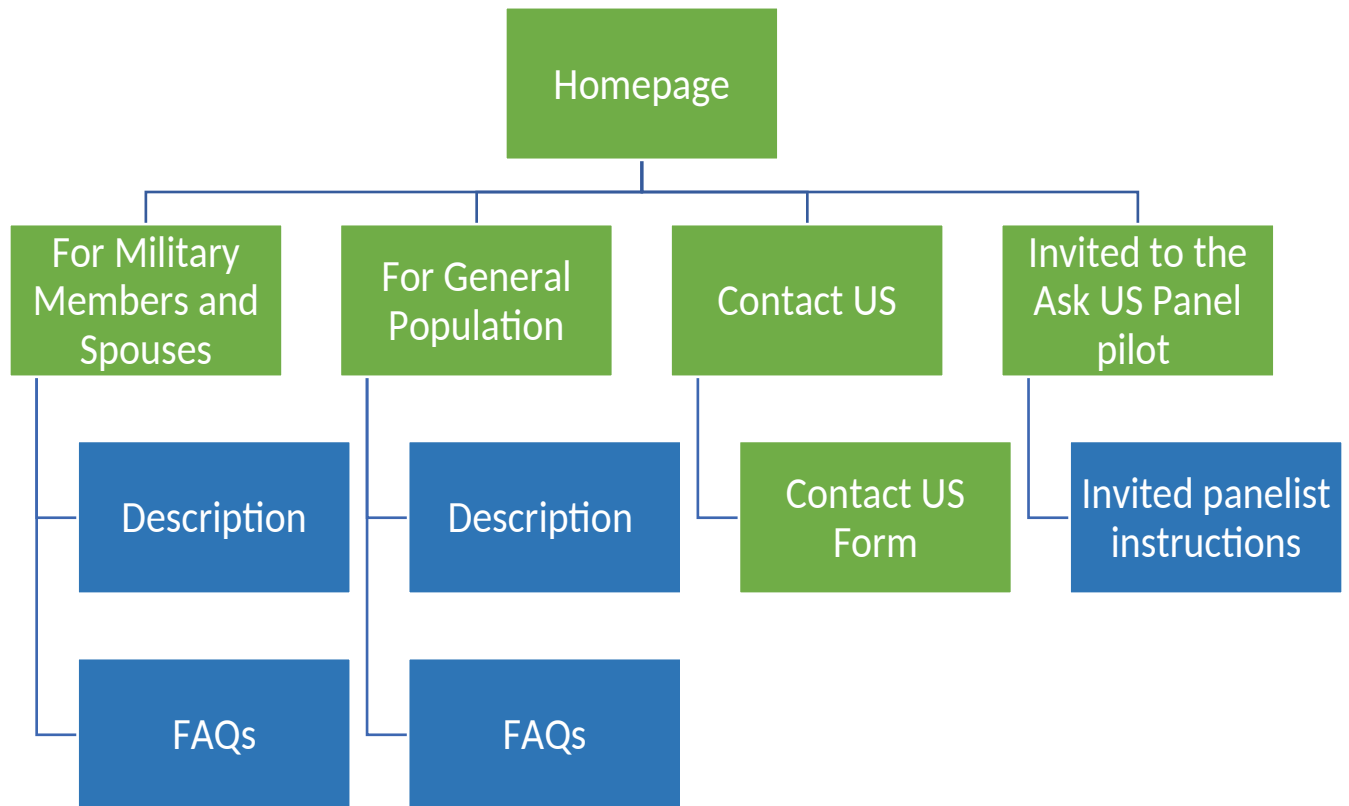 Homepage
For Military
Members and
Spouses
For General
Population
Contact US
Invited to the
Ask US Panel
pilot
Description
Description
Contact US
Form
Invited panelist
instructions
FAQs
FAQs